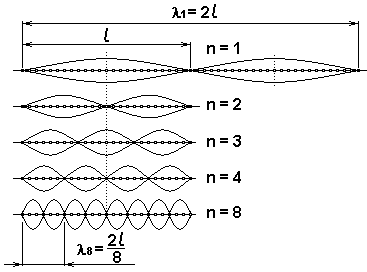 λ1 = 2l
l
n = 1
n = 2
n = 3
n = 4
n = 8
λ8 = 2l/8